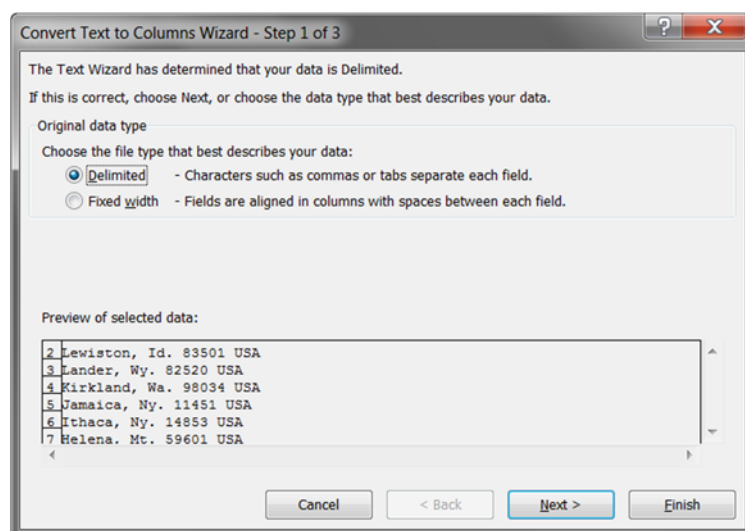 Convert Text to Columns Wizard - Step 1 of 3
?
X
The Text Wizard has determined that your data is Delimited.
If this is correct, choose Next, or choose the data type that best describes your data.
Original data type
Choose the file type that best describes your data:
Delimited - Characters such as commas or tabs separate each field.
Fixed width - Fields are aligned in columns with spaces between each field.
Preview of selected data:
2 Lewiston, Id. 83501 USA
3 Lander, Wy. 82520 USA
4 Kirkland, Wa. 98034 USA
5 Jamaica, Ny. 11451 USA
6 Ithaca, Ny. 14853 USA
7 Helena. Mt. 59601 USA
Cancel < Back Next > Finish